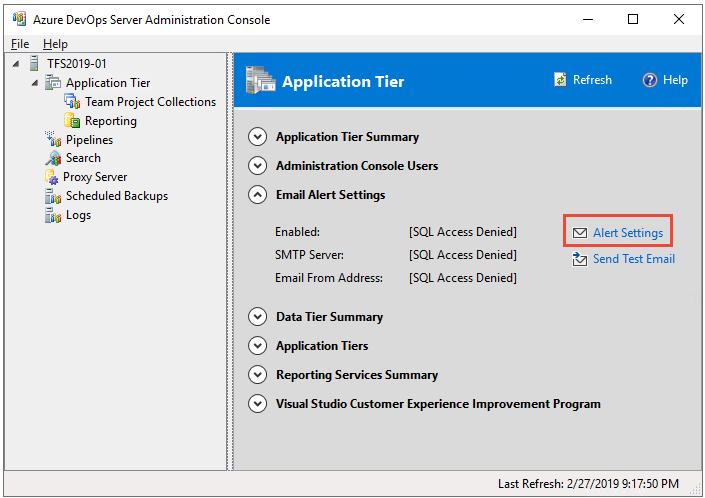 Azure DevOps Server Administration Console
File Help
TFS2019-01
Application Tier
Team Project Collections
Reporting
Pipelines
Search
Proxy Server
Scheduled Backups
Logs
Application Tier
Refresh
Help
Application Tier Summary
Administration Console Users
Email Alert Settings
Enabled: [SQL Access Denied] Alert Settings
SMTP Server: [SQL Access Denied] Send Test Email
Email From Address: [SQL Access Denied]
Data Tier Summary
Application Tiers
Reporting Services Summary
Visual Studio Customer Experience Improvement Program
Last Refresh: 2/27/2019 9:17:50 PM